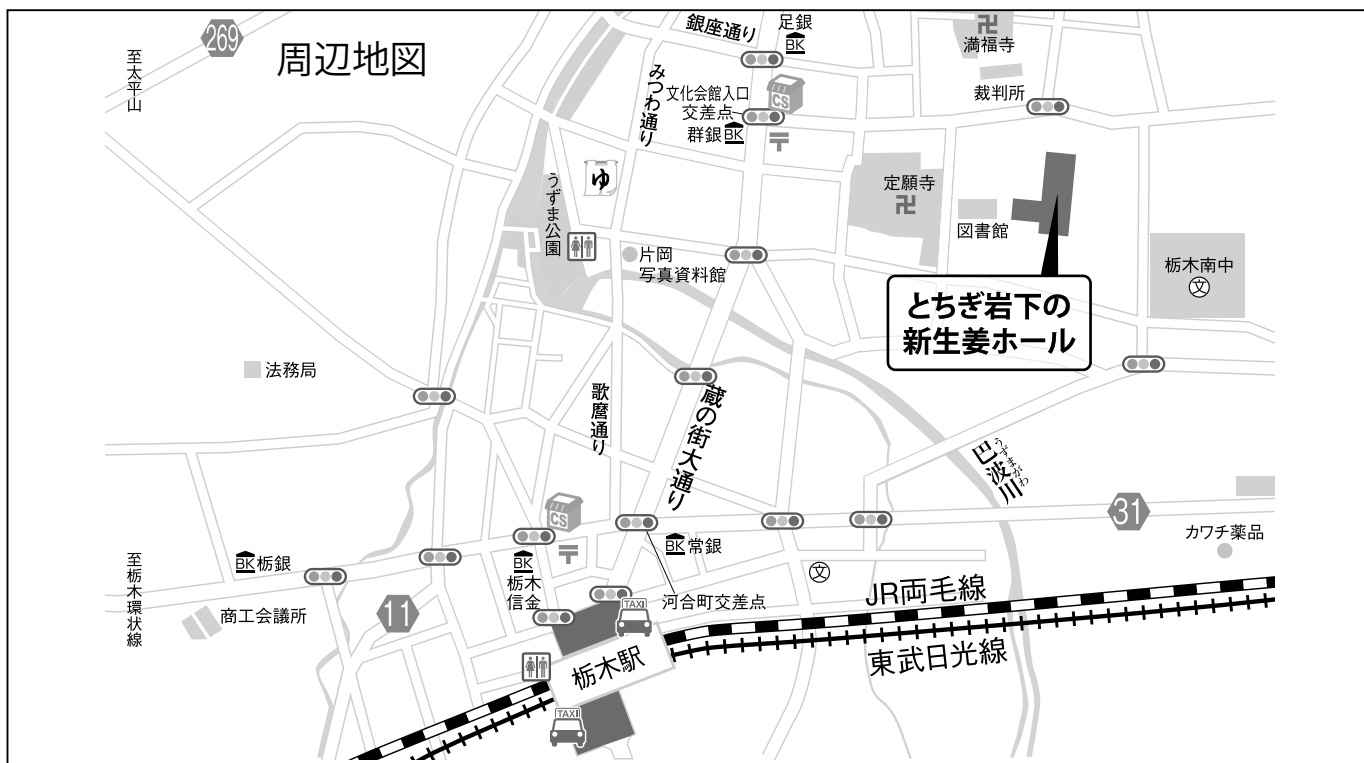 周辺地図
269
至太平山
銀座通り
足銀
BK
満福寺
裁判所
みつわ通り
文化会館入口
交差点
CS
群銀
BK
ゆ
うずま公園
定願寺
図書館
片岡
写真資料館
栃木南中
文
とちぎ岩下の
新生姜ホール
法務局
歌麿通り
蔵の街大通り
うずまがわ
巴波川
31
カワチ薬品
CS
BK
栃銀
BK
常銀
BK
栃木
信金
文
至栃木環状線
商工会議所
11
河合町交差点
TAXI
JR両毛線
東武日光線
栃木駅
TAXI